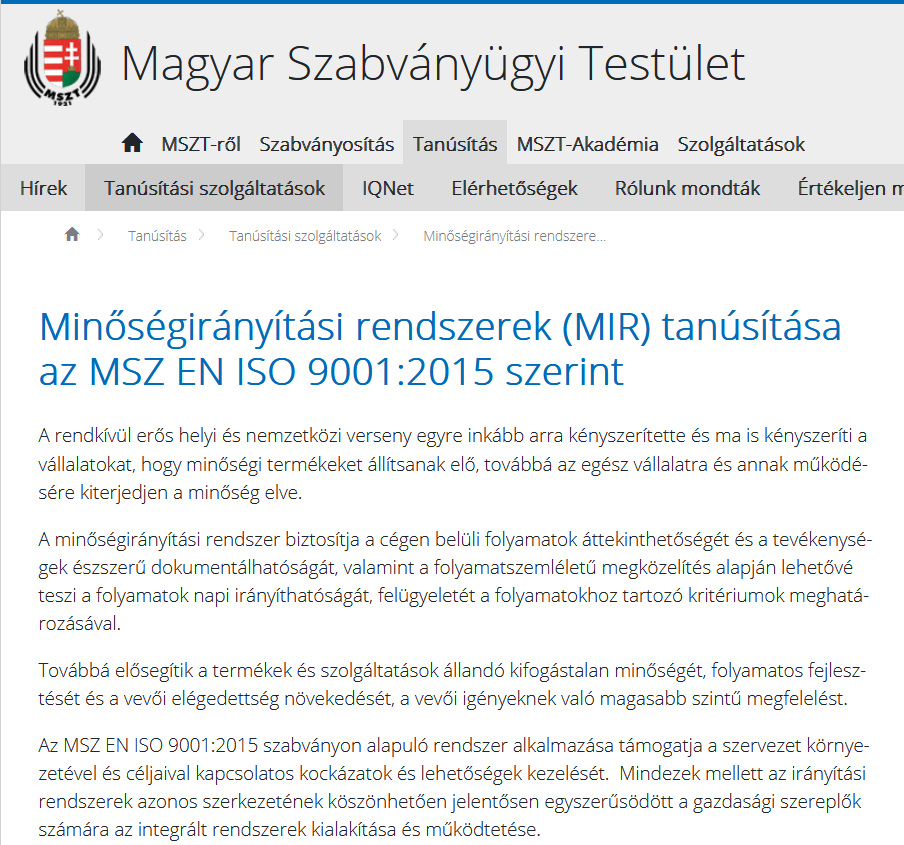 MSZT
1921
Magyar Szabványügyi Testület
MSZT-ről Szabványosítás Tanúsítás MSZT-Akadémia Szolgáltatások
Hírek Tanúsítási szolgáltatások IQNet Elérhetőségek Rólunk mondták Értékeljen m
Tanúsítás Tanúsítási szolgáltatások Minőségirányítási rendszere...
Minőségirányítási rendszerek (MIR) tanúsítása
az MSZ EN ISO 9001:2015 szerint
A rendkívül erős helyi és nemzetközi verseny egyre inkább arra kényszerítette és ma is kényszeríti a
vállalatokat, hogy minőségi termékeket állítsanak elő, továbbá az egész vállalatra és annak működé-
sére kiterjedjen a minőség elve.
A minőségirányítási rendszer biztosítja a cégen belüli folyamatok áttekinthetőségét és a tevékenysé-
gek észszerű dokumentálhatóságát, valamint a folyamatszemléletű megközelítés alapján lehetővé
teszi a folyamatok napi irányíthatóságát, felügyeletét a folyamatokhoz tartozó kritériumok meghatá-
rozásával.
Továbbá elősegítik a termékek és szolgáltatások állandó kifogástalan minőségét, folyamatos fejlesz-
tését és a vevői elégedettség növekedését, a vevői igényeknek való magasabb szintű megfelelést.
Az MSZ EN ISO 9001:2015 szabványon alapuló rendszer alkalmazása támogatja a szervezet környe-
zetével és céljaival kapcsolatos kockázatok és lehetőségek kezelését.  Mindezek mellett az irányítási
rendszerek azonos szerkezetének köszönhetően jelentősen egyszerűsödött a gazdasági szereplők
számára az integrált rendszerek kialakítása és működtetése.